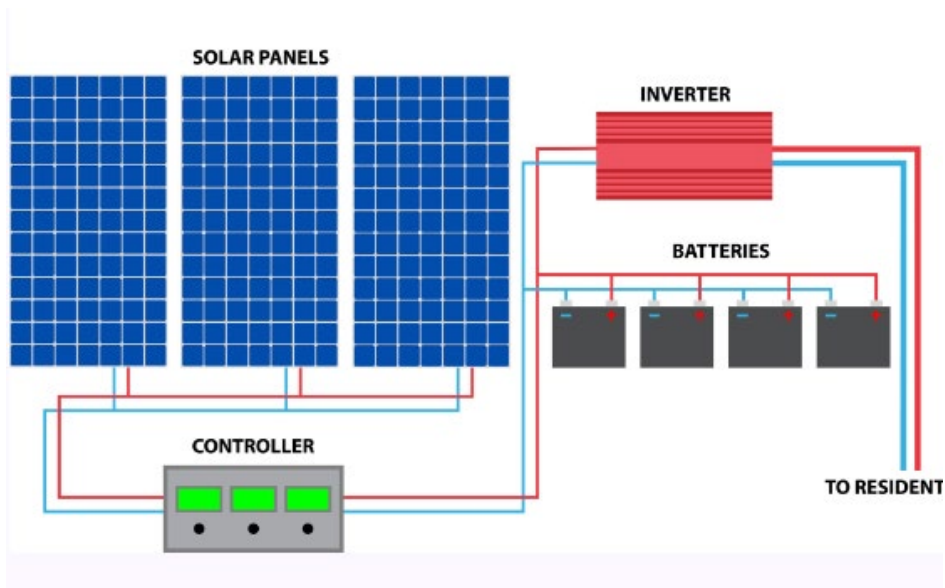 SOLAR PANELS
INVERTER
BATTERIES
CONTROLLER
TO RESIDENT